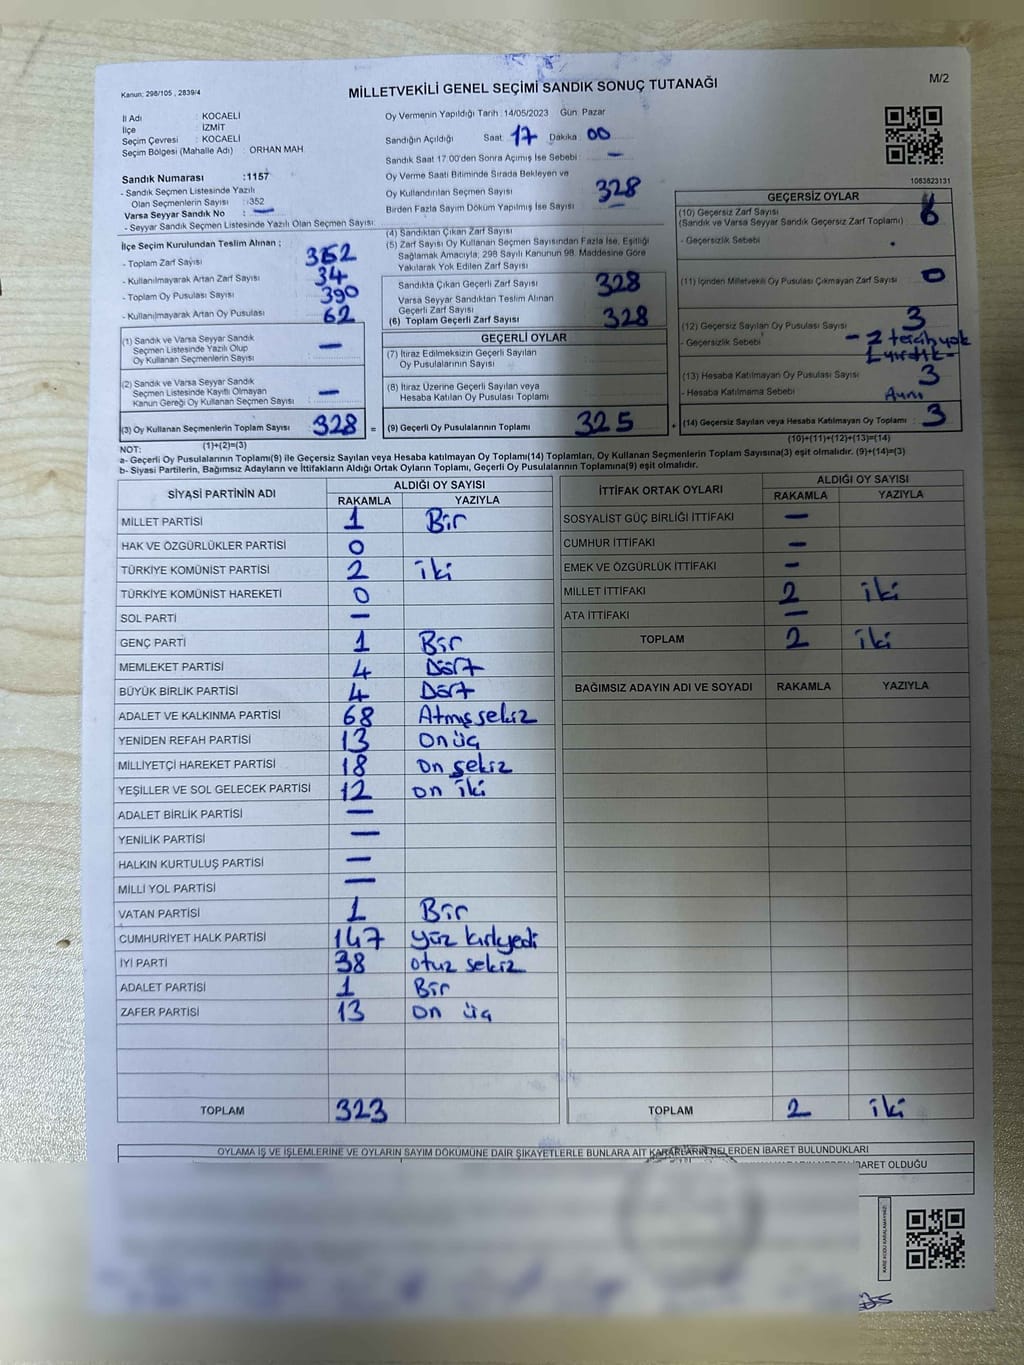 Kanun; 298/105 , 2839/4
MİLLETVEKİLİ GENEL SEÇİMİ SANDIK SONUÇ TUTANAĞI
M/2
İl Adı : KOCAELİ
İlçe : İZMİT
Seçim Çevresi : KOCAELİ
Seçim Bölgesi (Mahalle Adı) : ORHAN MAH.
Sandık Numarası :1157
- Sandık Seçmen Listesinde Yazılı
Olan Seçmenlerin Sayısı :352
Varsa Seyyar Sandık No : —
- Seyyar Sandık Seçmen Listesinde Yazılı Olan Seçmen Sayısı:
İlçe Seçim Kurulundan Teslim Alınan ;
- Toplam Zarf Sayısı : 362
- Kullanılmayarak Artan Zarf Sayısı : 34
- Toplam Oy Pusulası Sayısı : 390
- Kullanılmayarak Artan Oy Pusulası : 62
Oy Vermenin Yapıldığı Tarih :14/05/2023 Gün: Pazar
Sandığın Açıldığı Saat 17 Dakika 00
Sandık Saat 17.00'den Sonra Açılmış İse Sebebi : —
Oy Verme Saati Bitiminde Sırada Bekleyen ve
Oy Kullandırılan Seçmen Sayısı : 328
Birden Fazla Sayım Döküm Yapılmış İse Sayısı : —
(4) Sandıktan Çıkan Zarf Sayısı
(5) Zarf Sayısı Oy Kullanan Seçmen Sayısından Fazla İse, Eşitliği
Sağlamak Amacıyla; 298 Sayılı Kanunun 98. Maddesine Göre
Yakılarak Yok Edilen Zarf Sayısı
Sandıkta Çıkan Geçerli Zarf Sayısı : 328
Varsa Seyyar Sandıktan Teslim Alınan
Geçerli Zarf Sayısı
(6) Toplam Geçerli Zarf Sayısı : 328
1063623131
GEÇERSİZ OYLAR
(10) Geçersiz Zarf Sayısı
(Sandık ve Varsa Seyyar Sandık Geçersiz Zarf Toplamı)
- Geçersizlik Sebebi
(11) İçinden Milletvekili Oy Pusulası Çıkmayan Zarf Sayısı : 0
(12) Geçersiz Sayılan Oy Pusulası Sayısı : 3
- Geçersizlik Sebebi : - 2 tercih yok
1 yırtık -
(13) Hesaba Katılmayan Oy Pusulası Sayısı : 3
- Hesaba Katılmama Sebebi : Aynı
(14) Geçersiz Sayılan veya Hesaba Katılmayan Oy Toplamı : 3
(10)+(11)+(12)+(13)=(14)
(1) Sandık ve Varsa Seyyar Sandık
Seçmen Listesinde Yazılı Olup
Oy Kullanan Seçmenlerin Sayısı : —
(2) Sandık ve Varsa Seyyar Sandık
Seçmen Listesinde Kayıtlı Olmayan
Kanun Gereği Oy Kullanan Seçmen Sayısı : —
(3) Oy Kullanan Seçmenlerin Toplam Sayısı : 328 =
(1)+(2)=(3)
GEÇERLİ OYLAR
(7) İtiraz Edilmeksizin Geçerli Sayılan
Oy Pusulalarının Sayısı
(8) İtiraz Üzerine Geçerli Sayılan veya
Hesaba Katılan Oy Pusulası Toplamı
(9) Geçerli Oy Pusulalarının Toplamı : 325 +
NOT:
a- Geçerli Oy Pusulalarının Toplamı(9) ile Geçersiz Sayılan veya Hesaba katılmayan Oy Toplamı(14) Toplamları, Oy Kullanan Seçmenlerin Toplam Sayısına(3) eşit olmalıdır. (9)+(14)=(3)
b- Siyasi Partilerin, Bağımsız Adayların ve İttifakların Aldığı Ortak Oyların Toplamı, Geçerli Oy Pusulalarının Toplamına(9) eşit olmalıdır.
SİYASİ PARTİNİN ADI ALDIĞI OY SAYISI
RAKAMLA YAZIYLA
MİLLET PARTİSİ 1 Bir
HAK VE ÖZGÜRLÜKLER PARTİSİ 0
TÜRKİYE KOMÜNİST PARTİSİ 2 iki
TÜRKİYE KOMÜNİST HAREKETİ 0
SOL PARTİ —
GENÇ PARTİ 1 Bir
MEMLEKET PARTİSİ 4 Dört
BÜYÜK BİRLİK PARTİSİ 4 Dört
ADALET VE KALKINMA PARTİSİ 68 Atmışsekiz
YENİDEN REFAH PARTİSİ 13 on üç
MİLLİYETÇİ HAREKET PARTİSİ 18 on sekiz
YEŞİLLER VE SOL GELECEK PARTİSİ 12 on iki
ADALET BİRLİK PARTİSİ —
YENİLİK PARTİSİ —
HALKIN KURTULUŞ PARTİSİ —
MİLLİ YOL PARTİSİ —
VATAN PARTİSİ 1 Bir
CUMHURİYET HALK PARTİSİ 147 yüz kırkyedi
İYİ PARTİ 38 otuz sekiz
ADALET PARTİSİ 1 Bir
ZAFER PARTİSİ 13 on üç
TOPLAM 323
İTTİFAK ORTAK OYLARI ALDIĞI OY SAYISI
RAKAMLA YAZIYLA
SOSYALİST GÜÇ BİRLİĞİ İTTİFAKI —
CUMHUR İTTİFAKI —
EMEK VE ÖZGÜRLÜK İTTİFAKI —
MİLLET İTTİFAKI 2 iki
ATA İTTİFAKI —
TOPLAM 2 iki
BAĞIMSIZ ADAYIN ADI VE SOYADI RAKAMLA YAZIYLA
TOPLAM 2 iki
OYLAMA İŞ VE İŞLEMLERİNE VE OYLARIN SAYIM DÖKÜMÜNE DAİR ŞİKAYETLERLE BUNLARA AİT KARARLARIN NELERDEN İBARET BULUNDUKLARI
İBARET OLDUĞU
KARE KODU KARALAMAYINIZ!